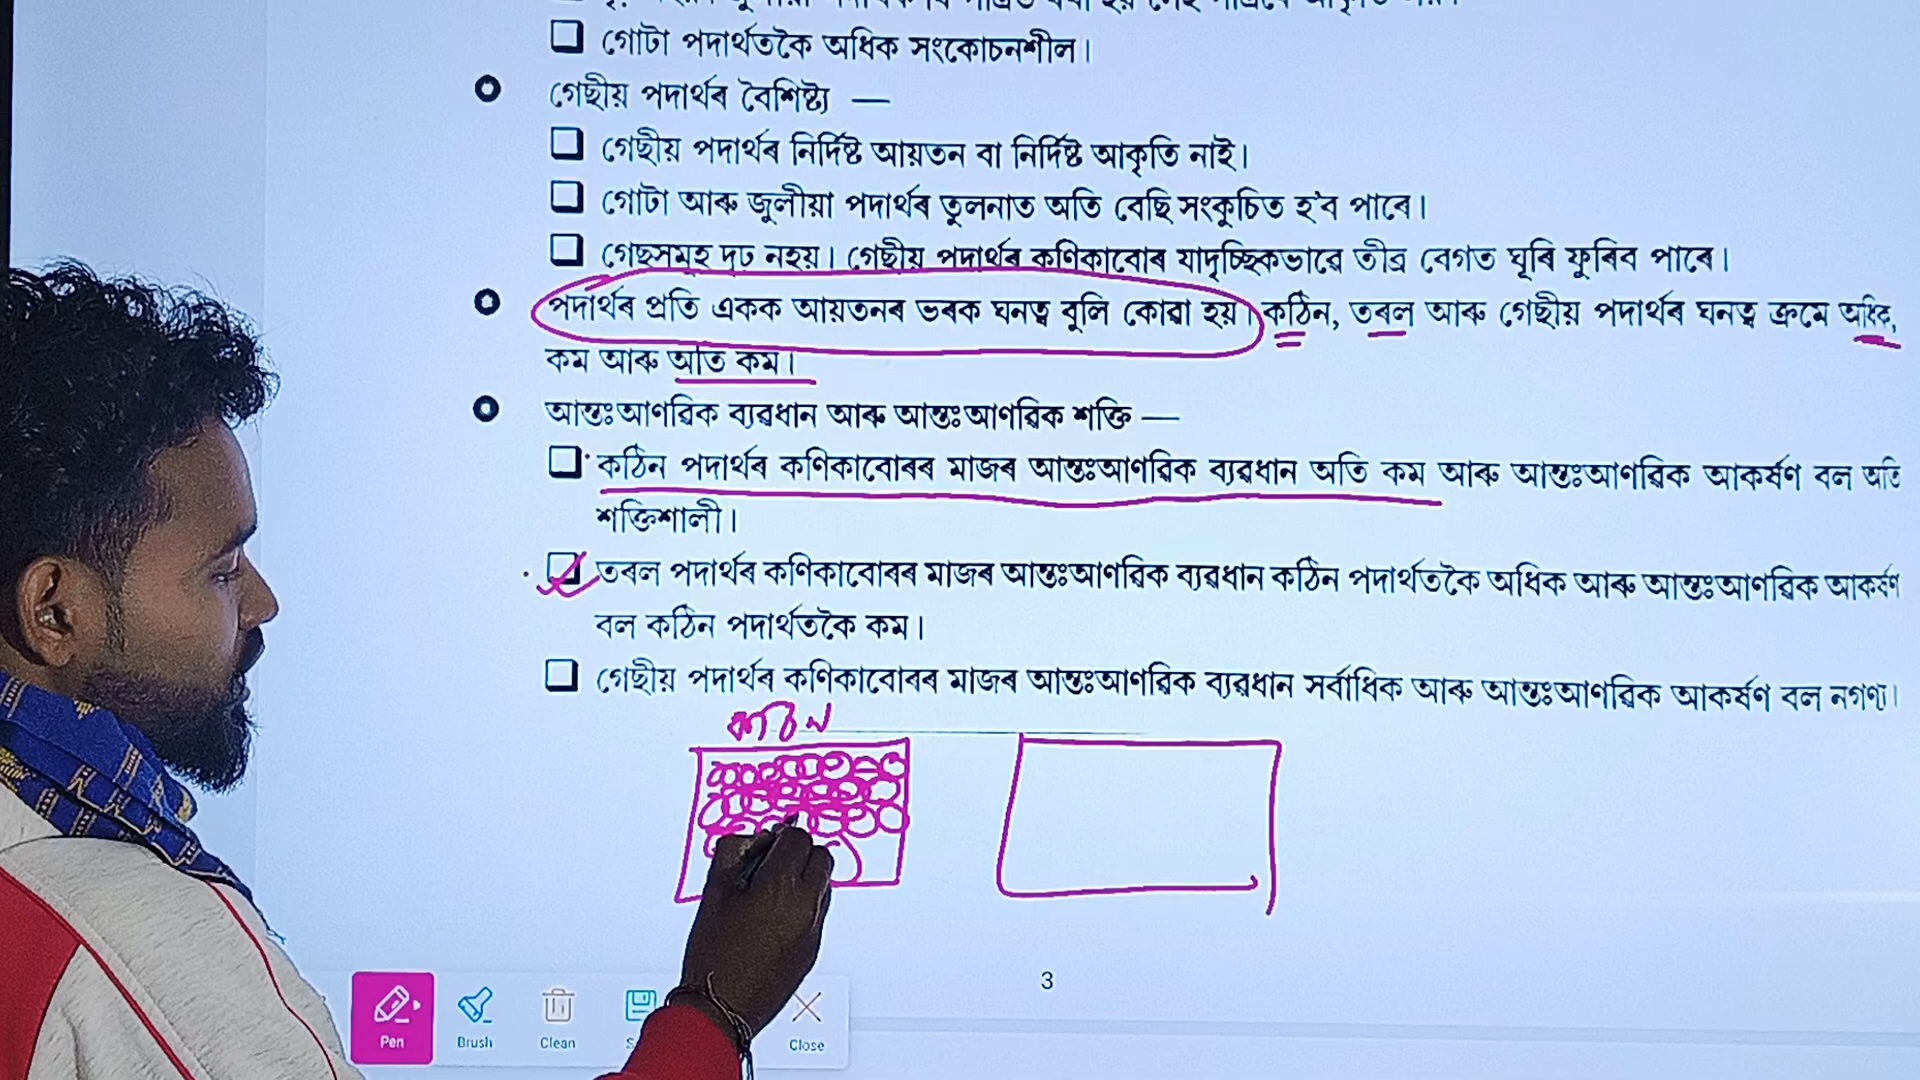 গোটা পদাৰ্থতকৈ অধিক সংকোচনশীল।
গেছীয় পদাৰ্থৰ বৈশিষ্ট্য —
গেছীয় পদাৰ্থৰ নিৰ্দিষ্ট আয়তন বা নিৰ্দিষ্ট আকৃতি নাই।
গোটা আৰু জুলীয়া পদাৰ্থৰ তুলনাত অতি বেছি সংকুচিত হ'ব পাৰে।
গেছসমূহ দৃঢ় নহয়। গেছীয় পদাৰ্থৰ কণিকাবোৰ যাদৃচ্ছিকভাৱে তীব্ৰ বেগত ঘূৰি ফুৰিব পাৰে।
পদাৰ্থৰ প্ৰতি একক আয়তনৰ ভৰক ঘনত্ব বুলি কোৱা হয়। কঠিন, তৰল আৰু গেছীয় পদাৰ্থৰ ঘনত্ব ক্ৰমে অধিক,
কম আৰু অতি কম।
আন্তঃআণৱিক ব্যৱধান আৰু আন্তঃআণৱিক শক্তি —
কঠিন পদাৰ্থৰ কণিকাবোৰৰ মাজৰ আন্তঃআণৱিক ব্যৱধান অতি কম আৰু আন্তঃআণৱিক আকৰ্ষণ বল অতি
শক্তিশালী।
তৰল পদাৰ্থৰ কণিকাবোৰৰ মাজৰ আন্তঃআণৱিক ব্যৱধান কঠিন পদাৰ্থতকৈ অধিক আৰু আন্তঃআণৱিক আকৰ্ষণ
বল কঠিন পদাৰ্থতকৈ কম।
গেছীয় পদাৰ্থৰ কণিকাবোৰৰ মাজৰ আন্তঃআণৱিক ব্যৱধান সৰ্বাধিক আৰু আন্তঃআণৱিক আকৰ্ষণ বল নগণ্য।
কঠিন
3
Pen Brush Clean Close